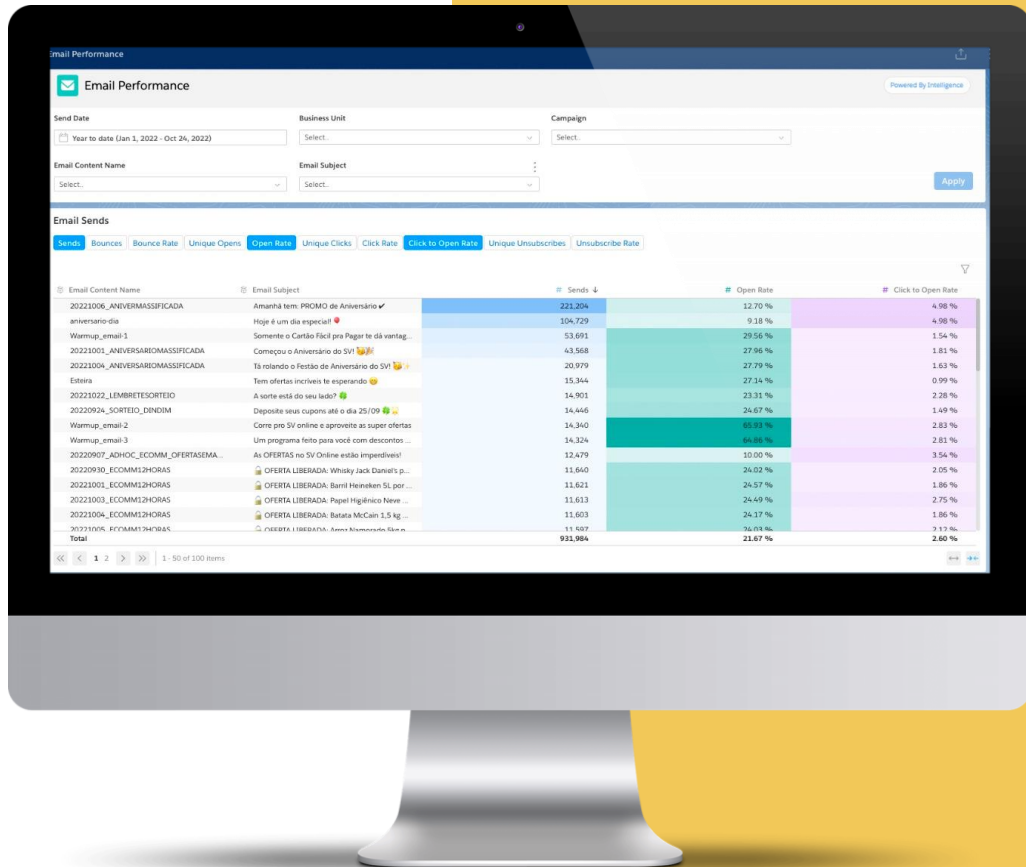 Email Performance
Email Performance
Powered By Intelligence
Send Date Business Unit Campaign
Year to date (Jan 1, 2022 - Oct 24, 2022) Select.. Select..
Email Content Name Email Subject
Select.. Select.. Apply
Email Sends
Sends Bounces Bounce Rate Unique Opens Open Rate Unique Clicks Click Rate Click to Open Rate Unique Unsubscribes Unsubscribe Rate
Email Content Name Email Subject # Sends ↓ # Open Rate # Click to Open Rate
20221006_ANIVERMASSIFICADA Amanhã tem: PROMO de Aniversário ✔ 221,204 12.70 % 4.98 %
aniversario-dia Hoje é um dia especial! 🎈 104,729 9.18 % 4.98 %
Warmup_email-1 Somente o Cartão Fácil pra Pagar te dá vantag... 53,691 29.56 % 1.54 %
20221001_ANIVERSARIOMASSIFICADA Começou o Aniversário do SV! 🥳🎉 43,568 27.96 % 1.81 %
20221004_ANIVERSARIOMASSIFICADA Tá rolando o Festão de Aniversário do SV! 🥳✨ 20,979 27.79 % 1.63 %
Esteira Tem ofertas incríveis te esperando 😊 15,344 27.14 % 0.99 %
20221022_LEMBRETESORTEIO A sorte está do seu lado? 🍀 14,901 23.31 % 2.28 %
20220924_SORTEIO_DINDIM Deposite seus cupons até o dia 25/09 🍀 14,446 24.67 % 1.49 %
Warmup_email-2 Corre pro SV online e aproveite as super ofertas 14,340 65.93 % 2.83 %
Warmup_email-3 Um programa feito para você com descontos ... 14,324 64.86 % 2.81 %
20220907_ADHOC_ECOMM_OFERTASEMA... As OFERTAS no SV Online estão imperdíveis! 12,479 10.00 % 3.54 %
20220930_ECOMM12HORAS 🔓 OFERTA LIBERADA: Whisky Jack Daniel's p... 11,640 24.02 % 2.05 %
20221001_ECOMM12HORAS 🔓 OFERTA LIBERADA: Barril Heineken 5L por... 11,621 24.57 % 1.86 %
20221003_ECOMM12HORAS 🔓 OFERTA LIBERADA: Papel Higiênico Neve ... 11,613 24.49 % 2.75 %
20221004_ECOMM12HORAS 🔓 OFERTA LIBERADA: Batata McCain 1,5 kg ... 11,603 24.17 % 1.86 %
20221005_ECOMM12HORAS 🔓 OFERTA LIBERADA: Arroz Namorado 5kg p... 11,597 24.03 % 2.12 %
Total 931,984 21.67 % 2.60 %
1 2 1 - 50 of 100 items